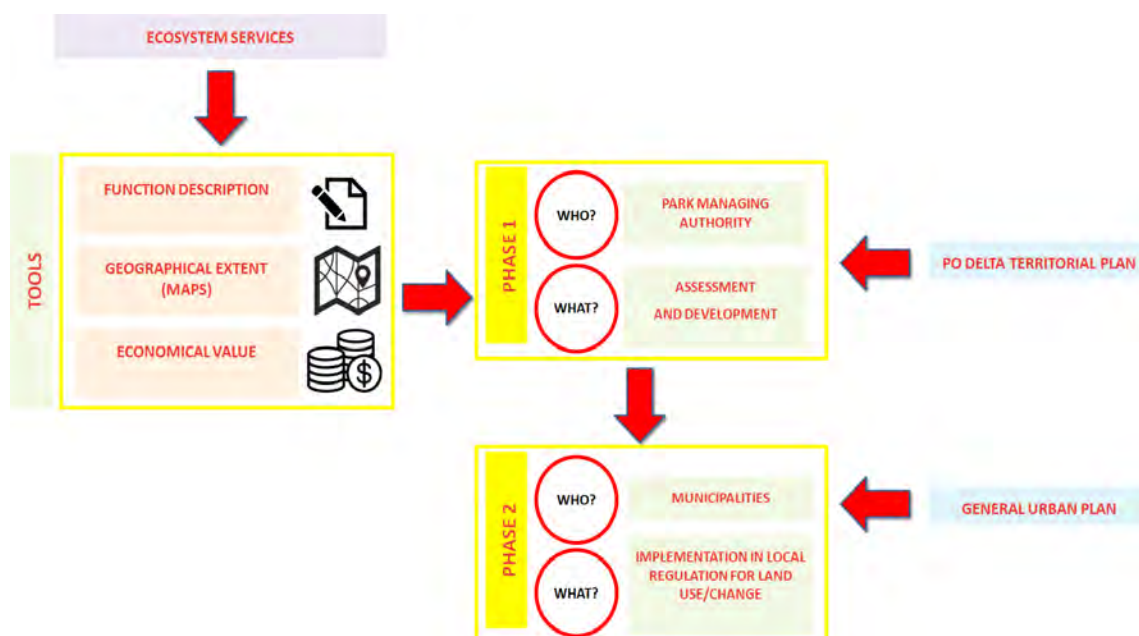 ECOSYSTEM SERVICES
TOOLS
FUNCTION DESCRIPTION
GEOGRAPHICAL EXTENT
(MAPS)
ECONOMICAL VALUE
$
PHASE 1
WHO?
PARK MANAGING
AUTHORITY
WHAT?
ASSESSMENT
AND DEVELOPMENT
PO DELTA TERRITORIAL PLAN
PHASE 2
WHO?
MUNICIPALITIES
WHAT?
IMPLEMENTATION IN LOCAL
REGULATION FOR LAND
USE/CHANGE
GENERAL URBAN PLAN